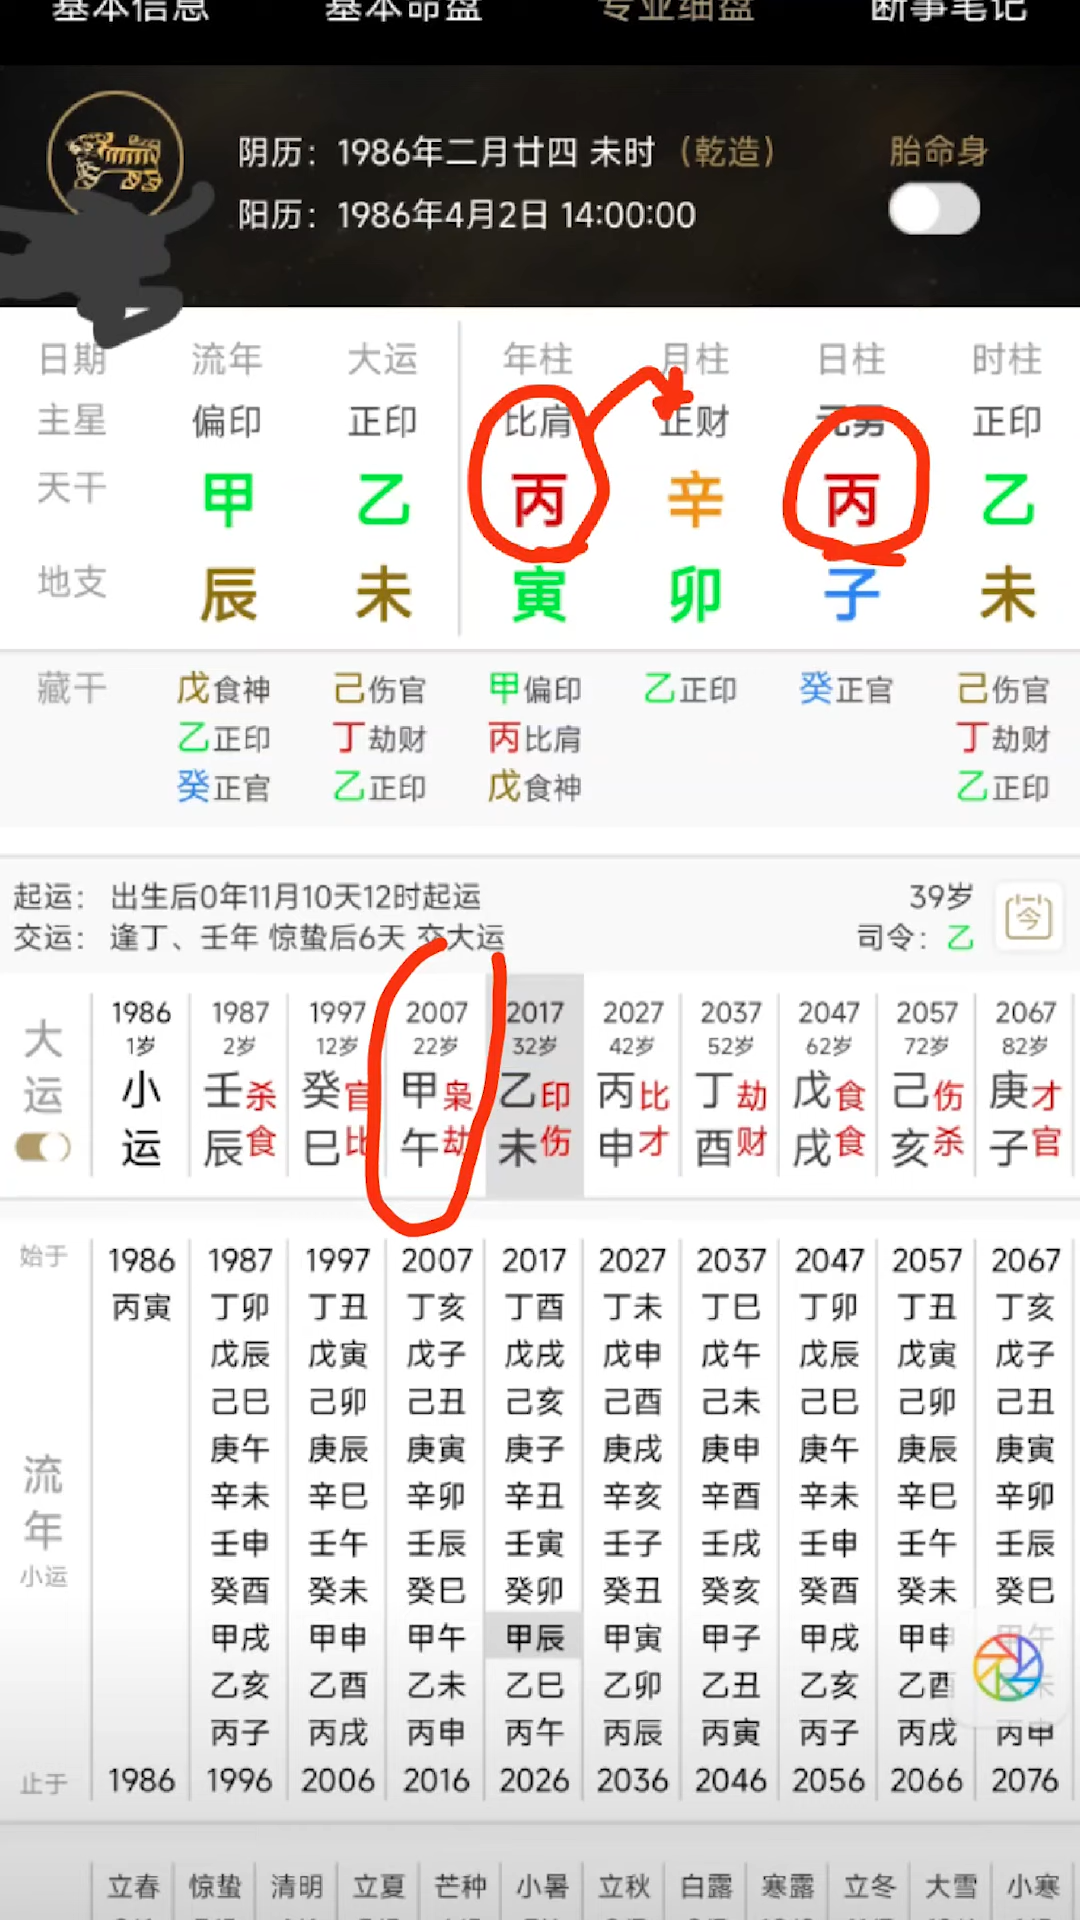 基本信息 基本命盘 专业细盘 断事笔记
阴历：1986年二月廿四 未时（乾造） 胎命身
阳历：1986年4月2日 14:00:00
日期 流年 大运 年柱 月柱 日柱 时柱
主星 偏印 正印 比肩 正财 元男 正印
天干 甲 乙 丙 辛 丙 乙
地支 辰 未 寅 卯 子 未
藏干 戊食神 己伤官 甲偏印 乙正印 癸正官 己伤官
乙正印 丁劫财 丙比肩 丁劫财
癸正官 乙正印 戊食神 乙正印
起运： 出生后0年11月10天12时起运 39岁 今
交运： 逢丁、壬年 惊蛰后6天 交大运 司令：乙
大运
1986 1987 1997 2007 2017 2027 2037 2047 2057 2067
1岁 2岁 12岁 22岁 32岁 42岁 52岁 62岁 72岁 82岁
小 壬杀 癸官 甲枭 乙印 丙比 丁劫 戊食 己伤 庚才
运 辰食 巳比 午劫 未伤 申才 酉财 戌食 亥杀 子官
始于 1986 1987 1997 2007 2017 2027 2037 2047 2057 2067
丙寅 丁卯 丁丑 丁亥 丁酉 丁未 丁巳 丁卯 丁丑 丁亥
戊辰 戊寅 戊子 戊戌 戊申 戊午 戊辰 戊寅 戊子
己巳 己卯 己丑 己亥 己酉 己未 己巳 己卯 己丑
庚午 庚辰 庚寅 庚子 庚戌 庚申 庚午 庚辰 庚寅
流年
小运
辛未 辛巳 辛卯 辛丑 辛亥 辛酉 辛未 辛巳 辛卯
壬申 壬午 壬辰 壬寅 壬子 壬戌 壬申 壬午 壬辰
癸酉 癸未 癸巳 癸卯 癸丑 癸亥 癸酉 癸未 癸巳
甲戌 甲申 甲午 甲辰 甲寅 甲子 甲戌 甲申 午
乙亥 乙酉 乙未 乙巳 乙卯 乙丑 乙亥 乙酉 未
丙子 丙戌 丙申 丙午 丙辰 丙寅 丙子 丙戌 丙申
止于 1986 1996 2006 2016 2026 2036 2046 2056 2066 2076
立春 惊蛰 清明 立夏 芒种 小暑 立秋 白露 寒露 立冬 大雪 小寒